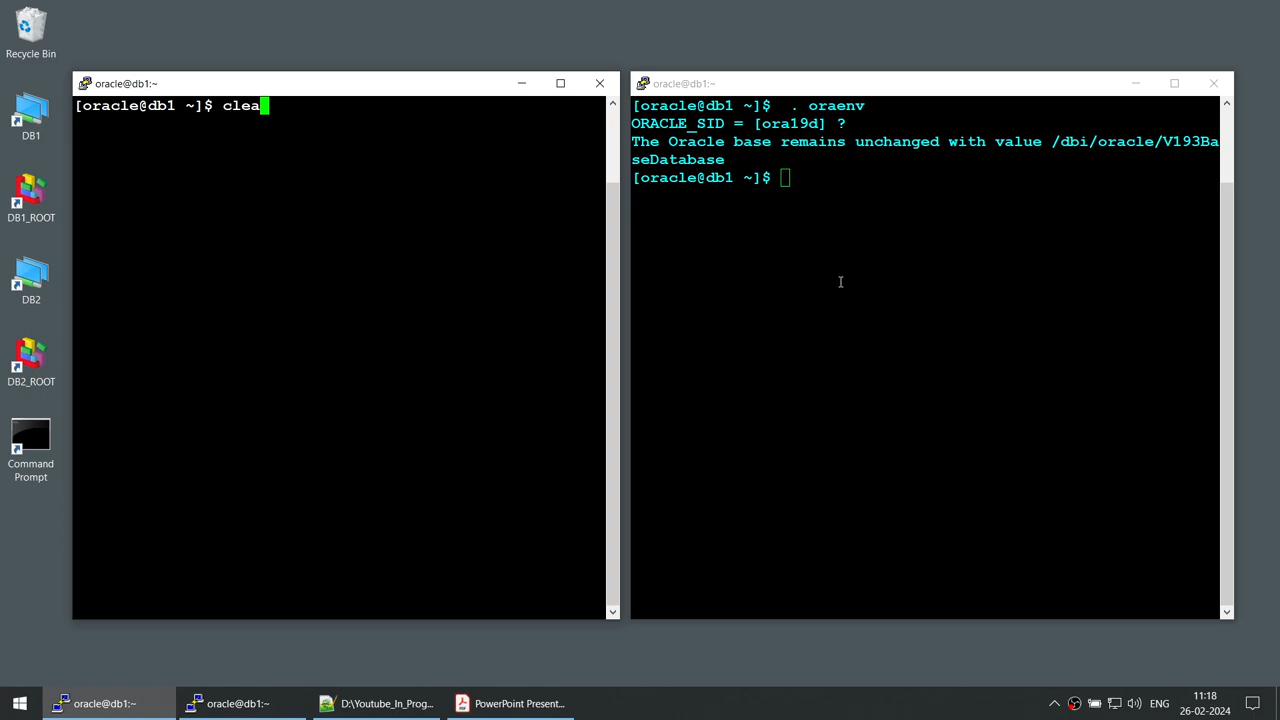 Recycle Bin
DB1
DB1_ROOT
DB2
DB2_ROOT
Command
Prompt
oracle@db1:~
[oracle@db1 ~]$ clea
oracle@db1:~
[oracle@db1 ~]$  . oraenv
ORACLE_SID = [ora19d] ?
The Oracle base remains unchanged with value /dbi/oracle/V193Ba
seDatabase
[oracle@db1 ~]$
oracle@db1:~
oracle@db1:~
D:\Youtube_In_Prog...
PowerPoint Present...
ENG
11:18
26-02-2024